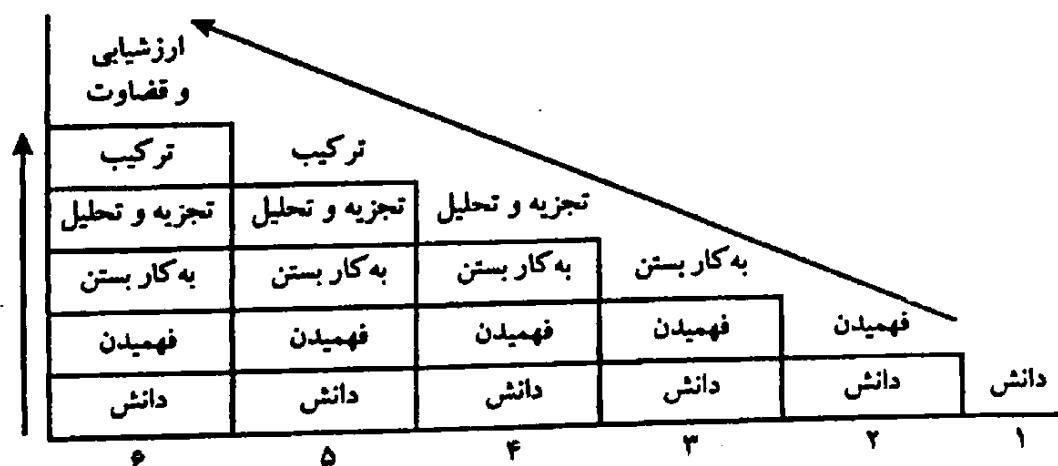 ارزشیابی
و قضاوت
ترکیب ترکیب
تجزیه و تحلیل تجزیه و تحلیل تجزیه و تحلیل
به کار بستن به کار بستن به کار بستن به کار بستن
فهمیدن فهمیدن فهمیدن فهمیدن فهمیدن
دانش دانش دانش دانش دانش دانش
۱ ۲ ۳ ۴ ۵ ۶